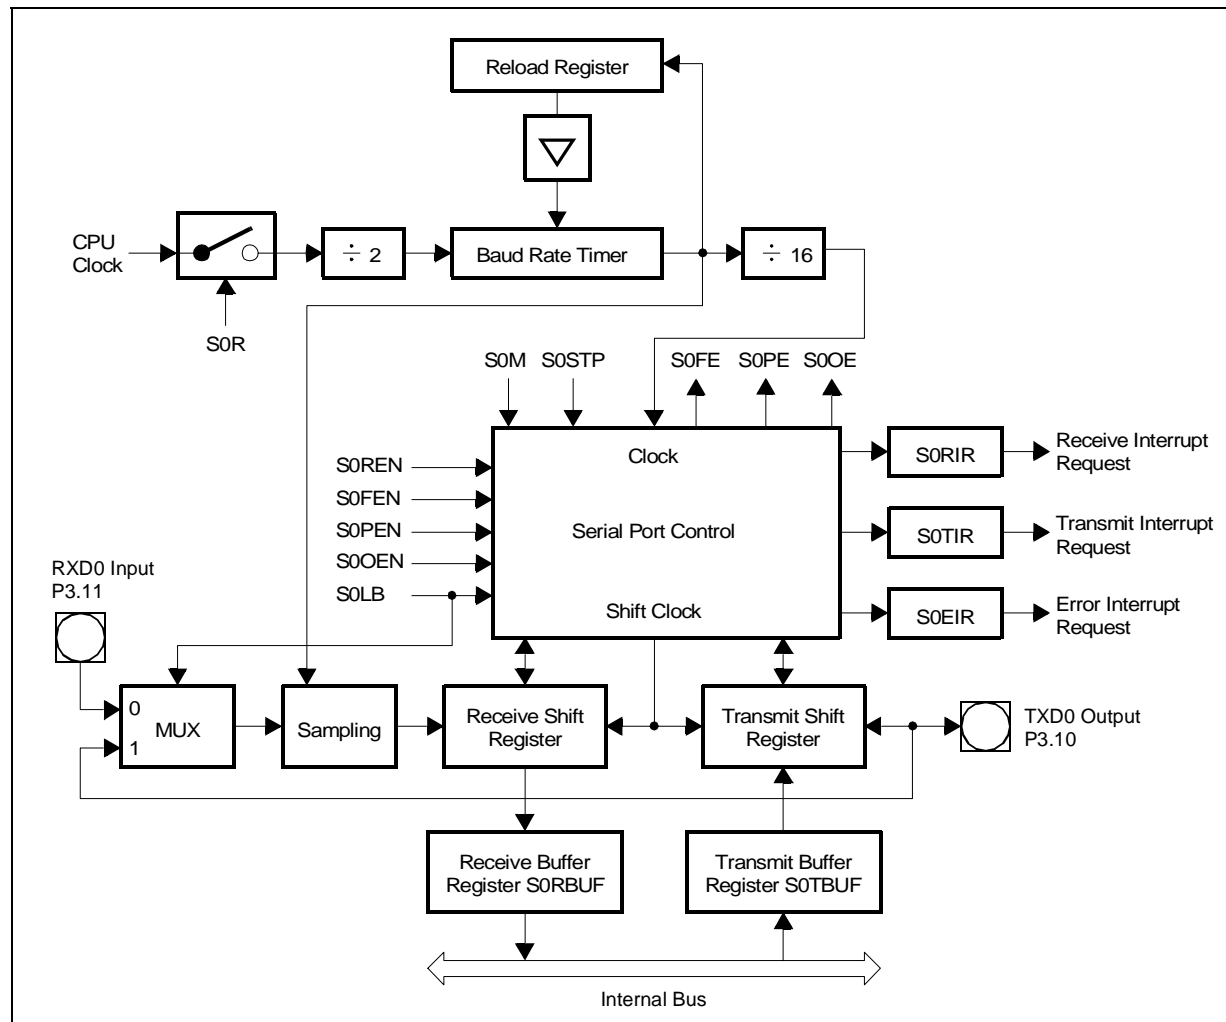 Reload Register
CPU
Clock
÷ 2
Baud Rate Timer
÷ 16
S0R
S0M
S0STP
S0FE
S0PE
S0OE
S0REN
S0FEN
S0PEN
S0OEN
S0LB
Clock
Serial Port Control
Shift Clock
S0RIR
Receive Interrupt
Request
S0TIR
Transmit Interrupt
Request
S0EIR
Error Interrupt
Request
RXD0 Input
P3.11
0
MUX
1
Sampling
Receive Shift
Register
Transmit Shift
Register
TXD0 Output
P3.10
Receive Buffer
Register S0RBUF
Transmit Buffer
Register S0TBUF
Internal Bus